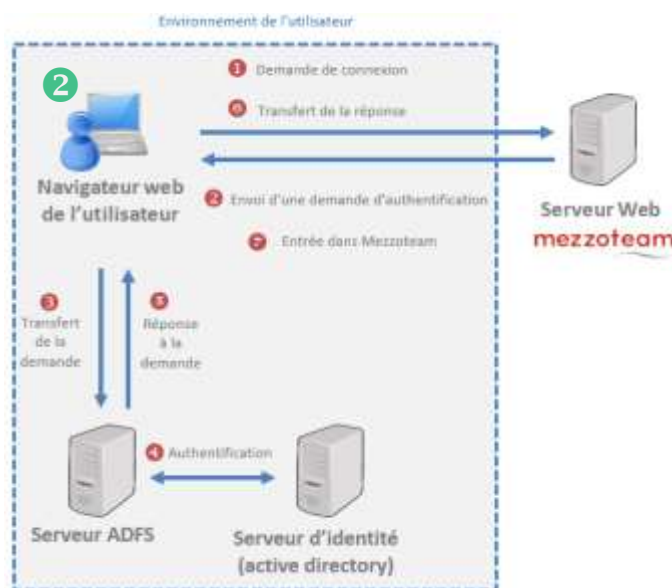 Environnement de l'utilisateur
2
1 Demande de connexion
6 Transfert de la réponse
Navigateur web
de l'utilisateur
2 Envoi d'une demande d'authentification
7 Entrée dans Mezzoteam
Serveur Web
mezzoteam
3
Transfert
de la
demande
5
Réponse
à la
demande
4 Authentification
Serveur ADFS
Serveur d'identité
(active directory)